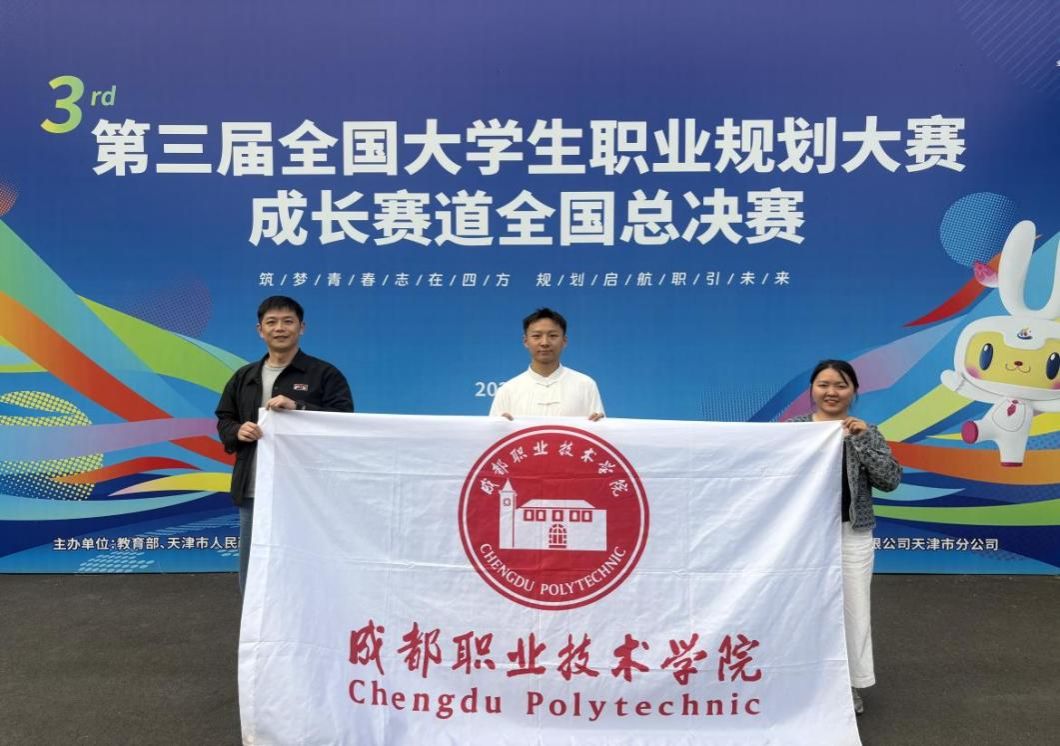 3rd
第三届全国大学生职业规划大赛
成长赛道全国总决赛
筑/梦/青/春/志/在/四/方 规/划/启/航/职/引/未/来
202
主办单位:教育部、天津市人民
限公司天津市分公司
成都职业技术学院
CHENGDU POLYTECHNIC
成都职业技术学院
Chengdu Polytechnic